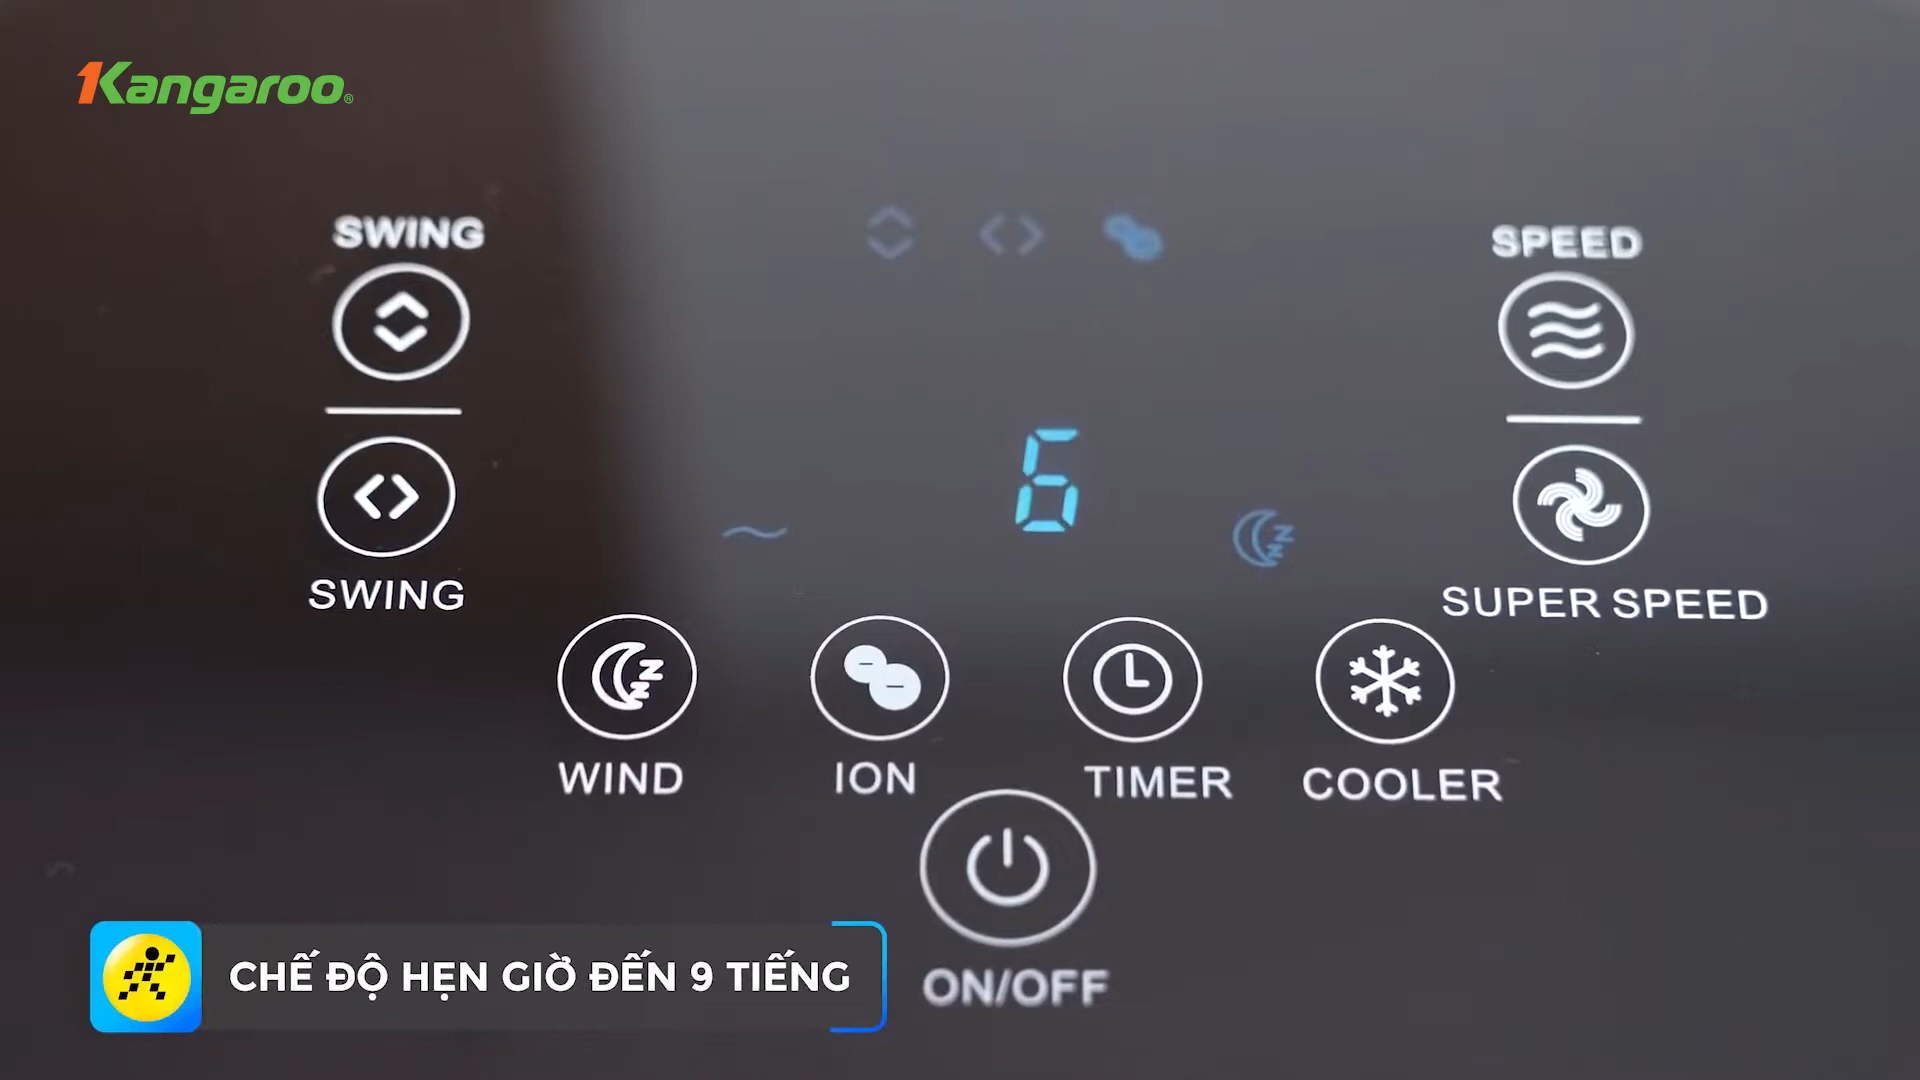 1Kangaroo®
SWING
SPEED
6
SWING
SUPER SPEED
WIND
ION
TIMER
COOLER
CHẾ ĐỘ HẸN GIỜ ĐẾN 9 TIẾNG
ON/OFF